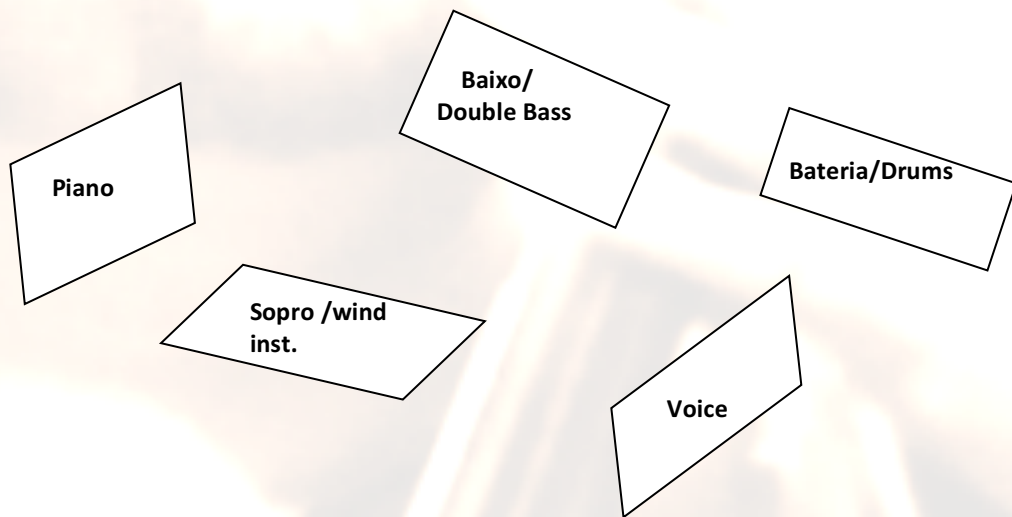 Baixo/
Double Bass
Bateria/Drums
Piano
Sopro /wind
inst.
Voice